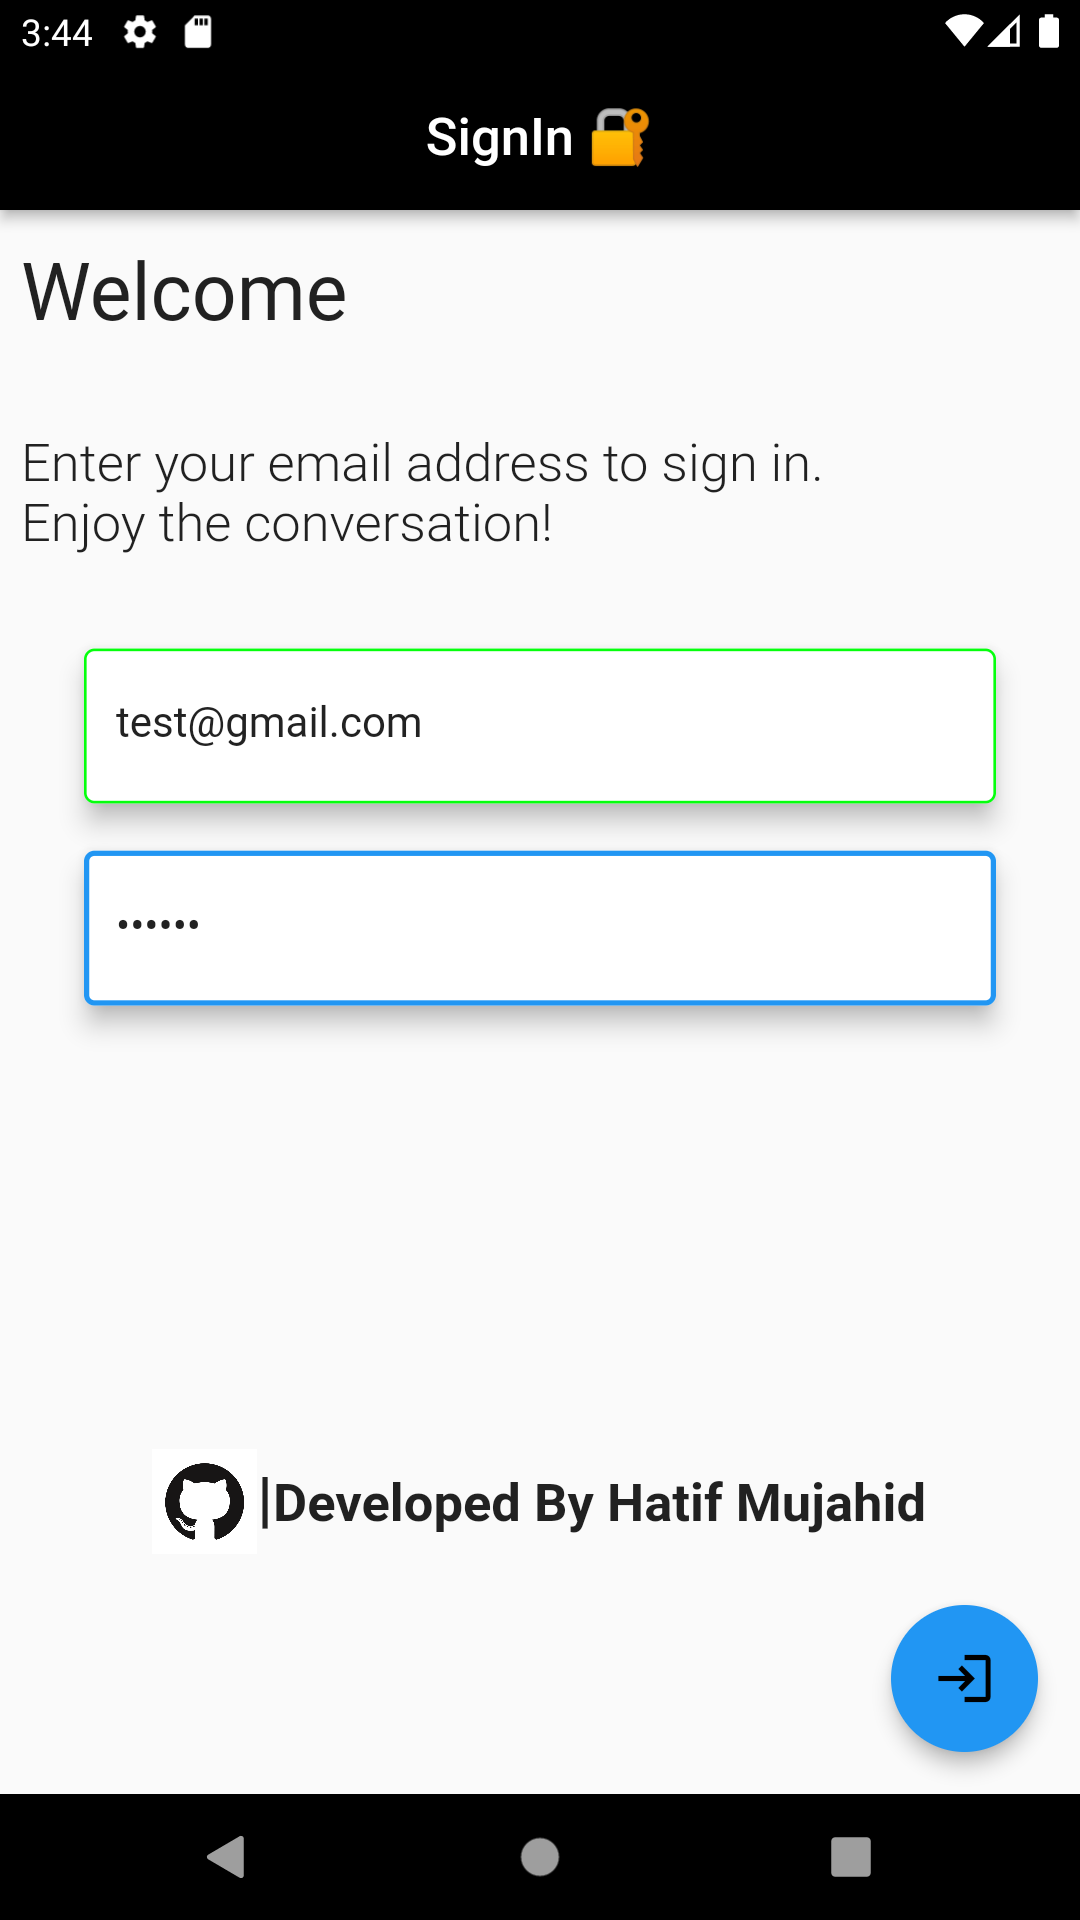 3:44
SignIn 🔐
Welcome
Enter your email address to sign in.
Enjoy the conversation!
test@gmail.com
••••••
|Developed By Hatif Mujahid